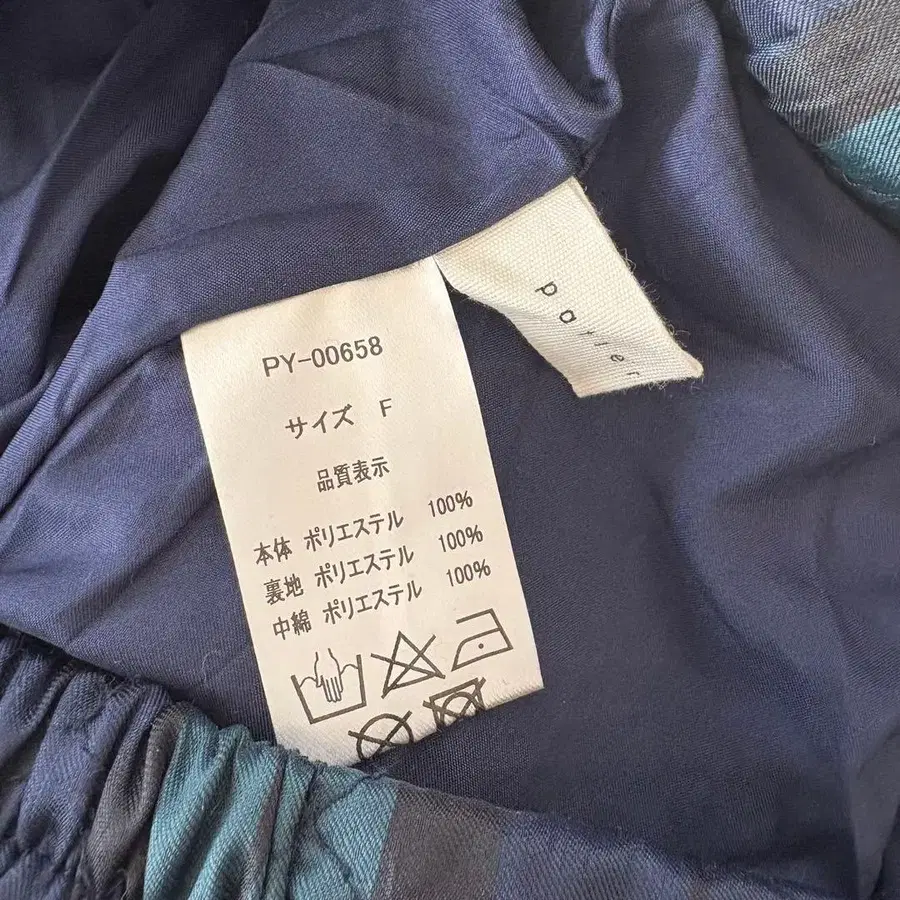 PY-00658
サイズ F
品質表示
本体 ポリエステル 100%
裏地 ポリエステル 100%
中綿 ポリエステル 100%